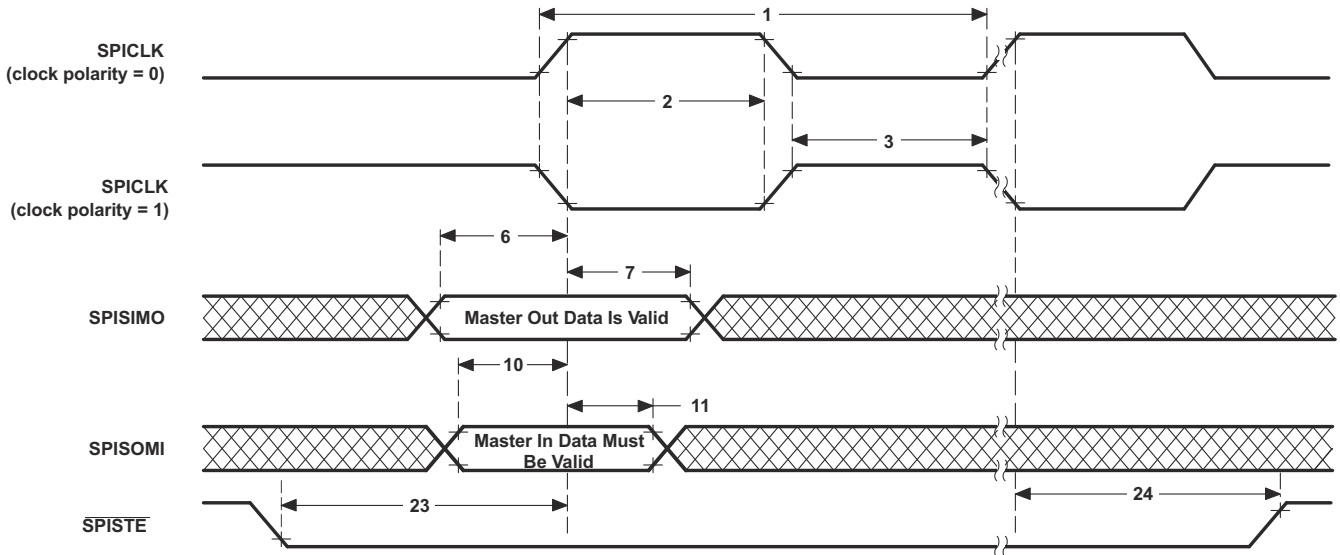 1
SPICLK
(clock polarity = 0)
2
3
SPICLK
(clock polarity = 1)
6
7
SPISIMO
Master Out Data Is Valid
10
11
SPISOMI
Master In Data Must
Be Valid
23
24
SPISTE